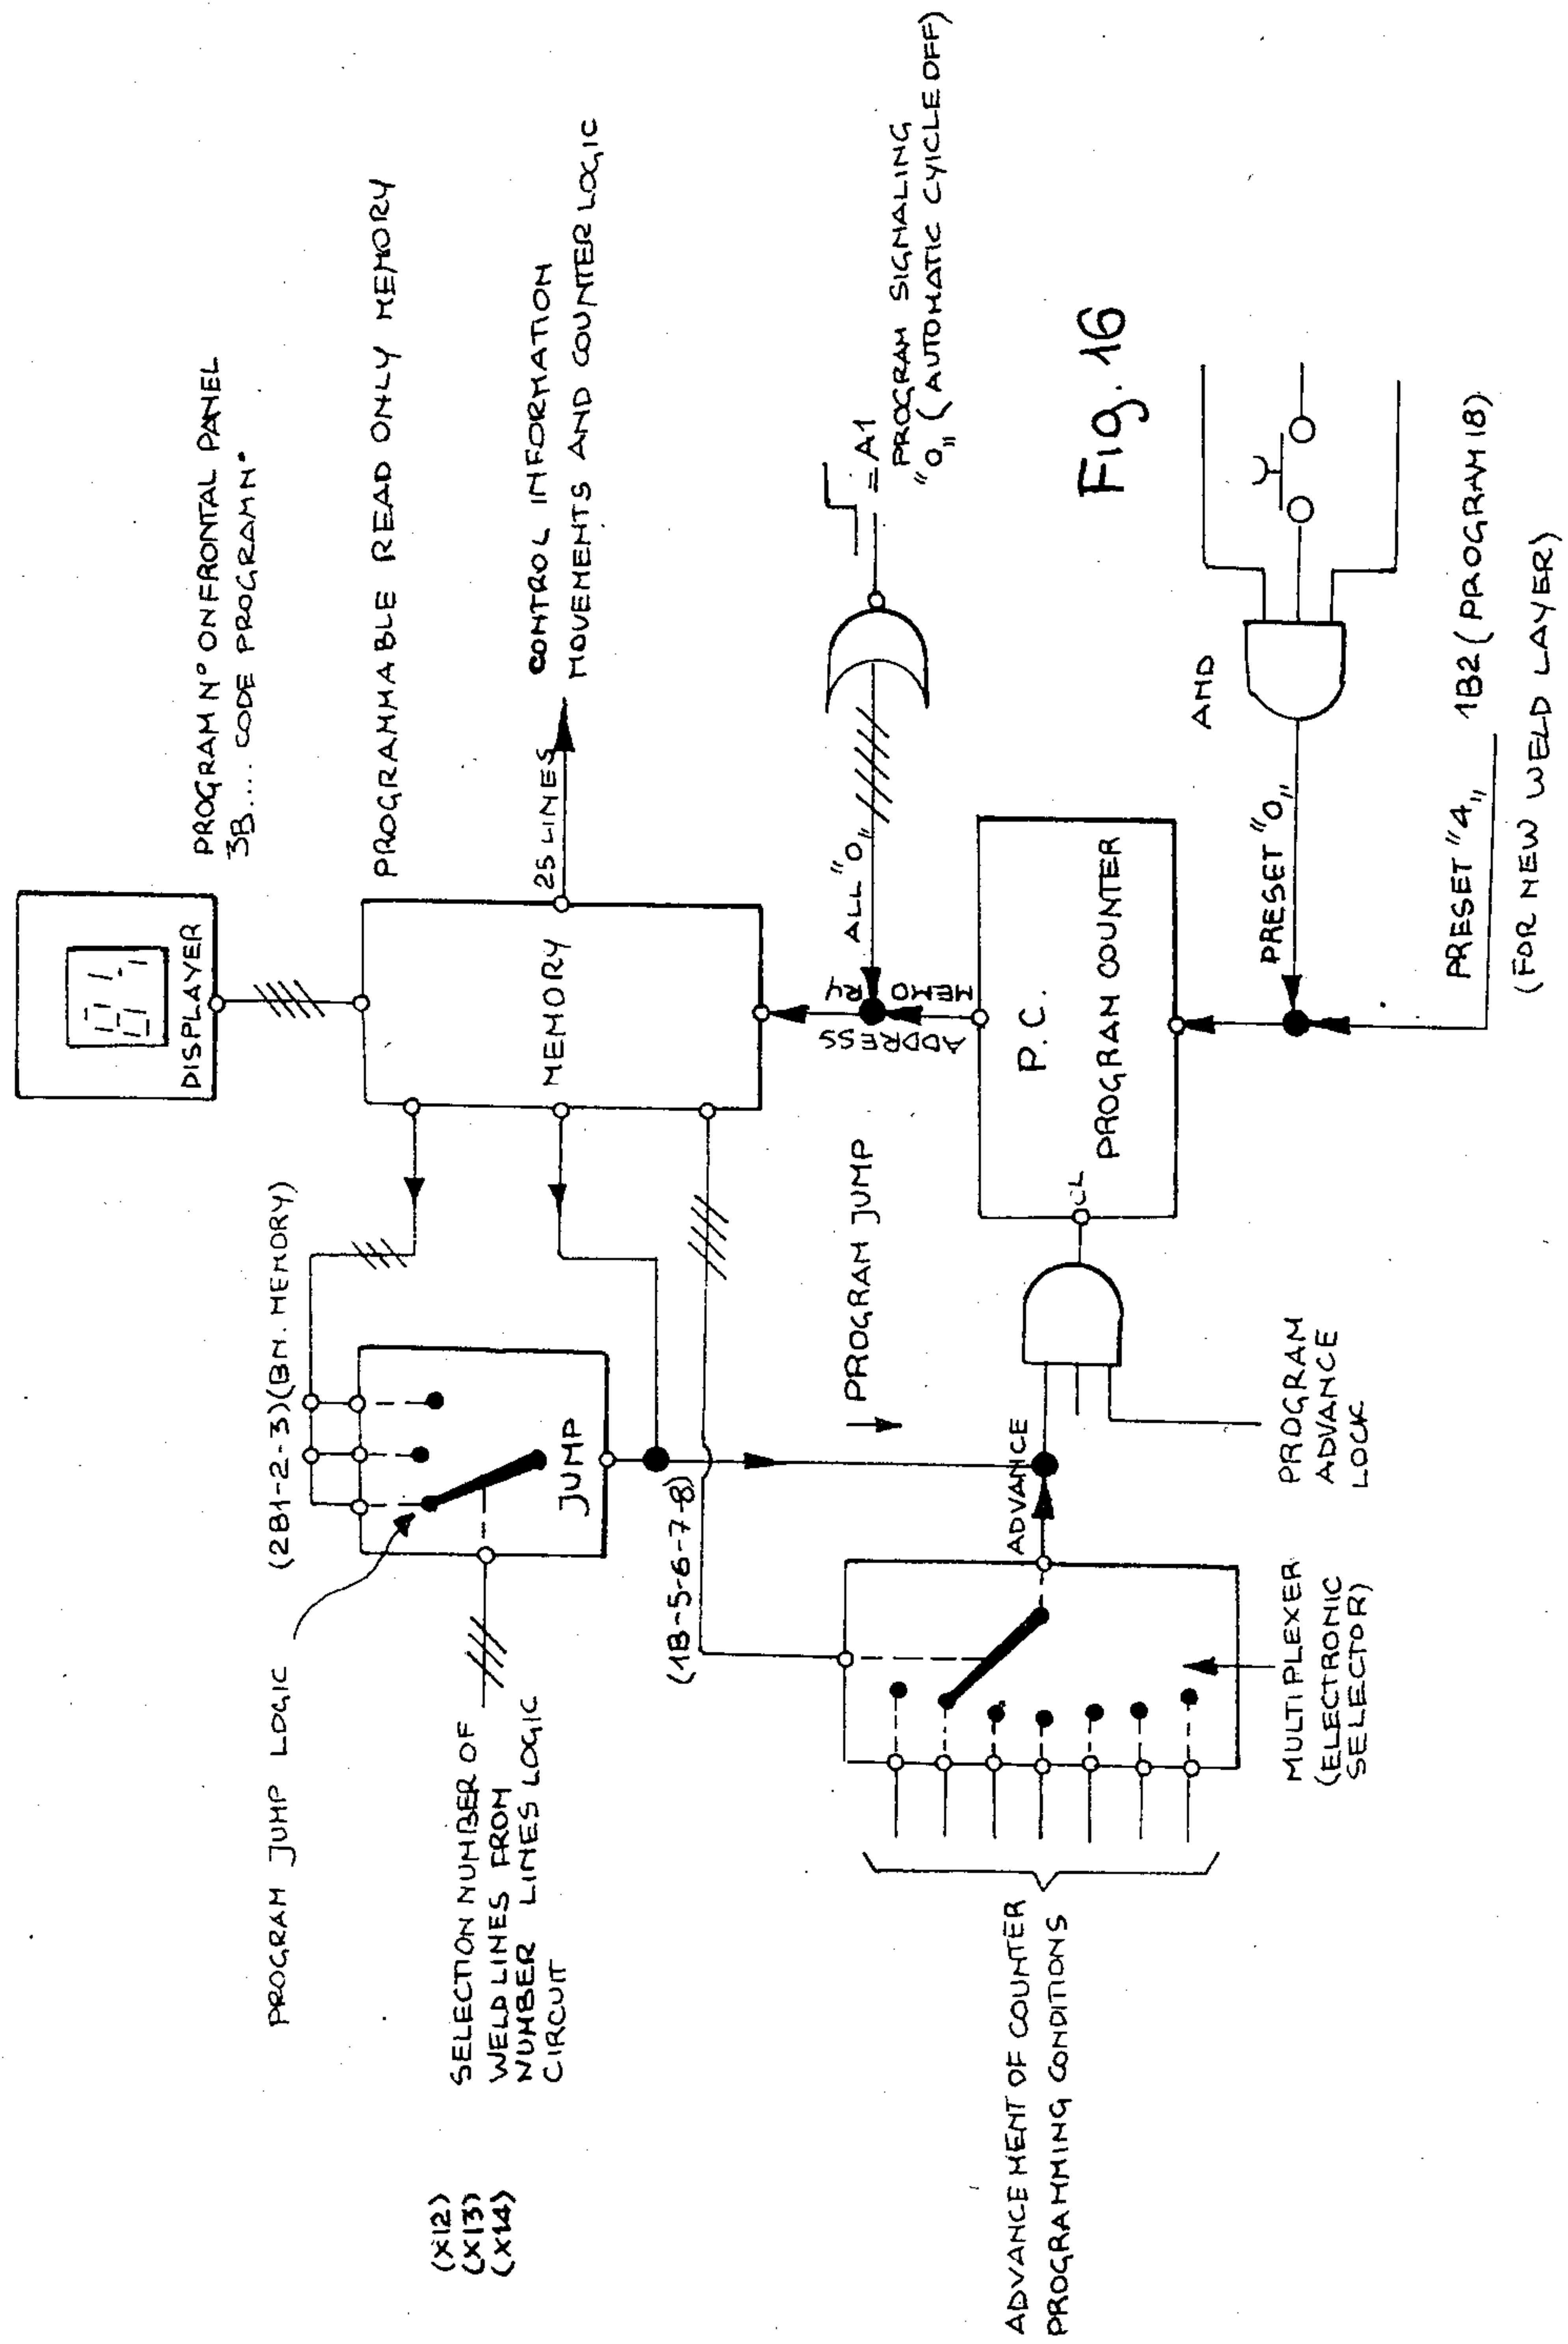 PROGRAM N° ON FRONTAL PANEL
3B.... CODE PROGRAM N°
DISPLAYER
PROGRAMMABLE READ ONLY MEMORY
(2B1-2-3)(BN. MEMORY)
PROGRAM JUMP LOGIC
JUMP
MEMORY
25 LINES
CONTROL INFORMATION
MOVEMENTS AND COUNTER LOGIC
(X12)
(X13)
(X14)
SELECTION NUMBER OF
WELD LINES FROM
NUMBER LINES LOGIC
CIRCUIT
(1B-5-6-7-8)
PROGRAM JUMP
ADDRESS
MEMO RY
ALL "0„
= A1
PROGRAM SIGNALING
"0„ (AUTOMATIC CYICLE OFF)
ADVANCE
CL
P.C.
PROGRAM COUNTER
ADVANCEMENT OF COUNTER
PROGRAMMING CONDITIONS
MULTIPLEXER
(ELECTRONIC
SELECTOR)
PROGRAM
ADVANCE
LOCK
Fig. 16
AND
PRESET "0„
PRESET "4„ 1B2 (PROGRAM 18)
(FOR NEW WELD LAYER)